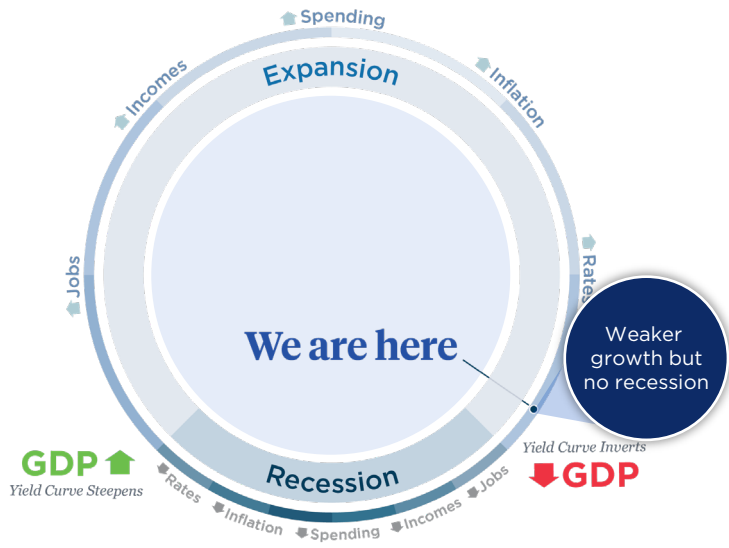 Spending
Expansion
Incomes
Inflation
Jobs
Rates
We are here
Weaker
growth but
no recession
GDP
Yield Curve Steepens
Yield Curve Inverts
GDP
Recession
Rates
Inflation
Spending
Incomes
Jobs